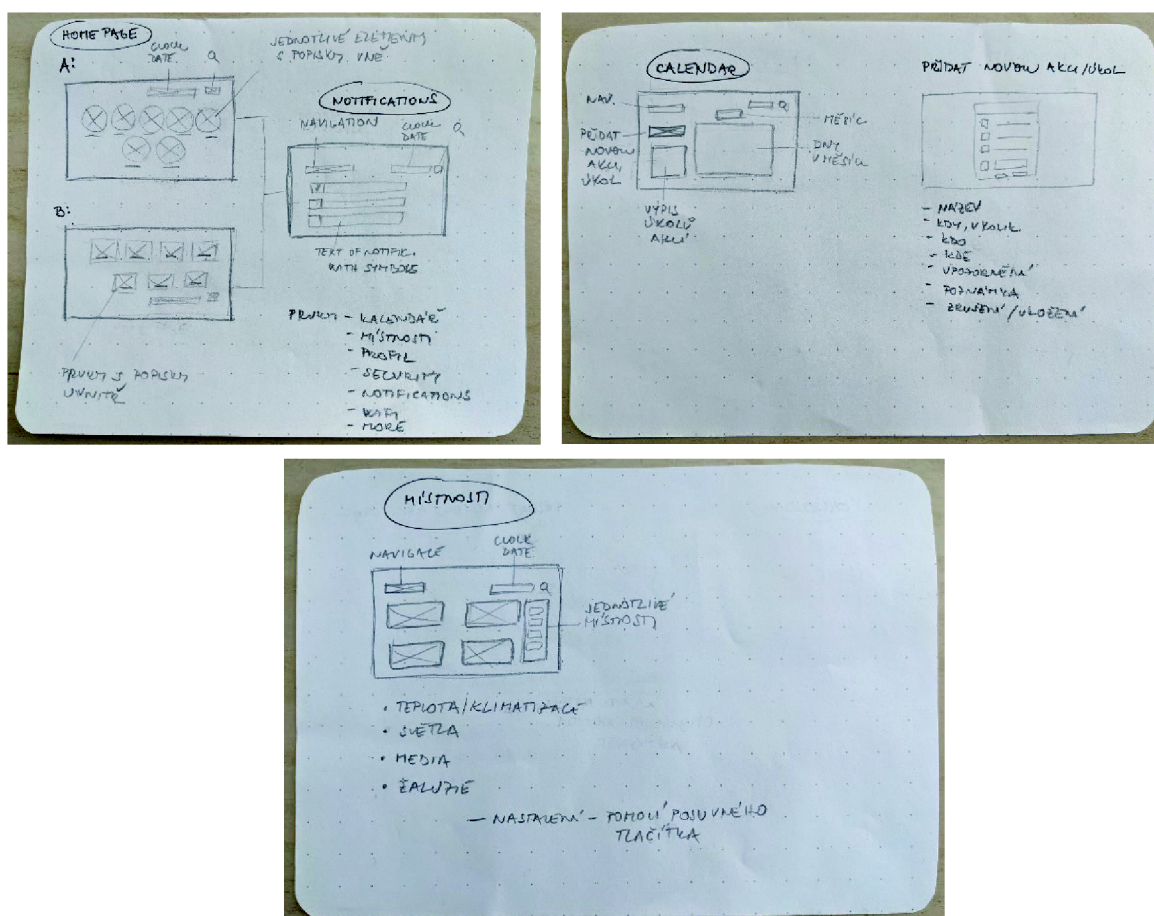 HOME PAGE
A:
CLOCK
DATE
JEDNOTLIVÉ ELEMENTY
S POPISKY VNĚ
NOTIFICATIONS
NAVIGATION
CLOCK
DATE
TEXT OF NOTIFIC.
WITH SYMBOLS
B:
PRVKY S POPISKY
UVNITŘ
PRVKY - KALENDÁŘ
- MÍSTNOSTI
- PROFIL
- SECURITY
- NOTIFICATIONS
- WIFI
- MORE
CALENDAR
NAV.
PŘIDAT
NOVOU
AKCI,
ÚKOL
MĚSÍC
DNY
V MĚSÍCI
VÝPIS
ÚKOLŮ
AKCÍ
PŘIDAT NOVOU AKCI/ÚKOL
- NÁZEV
- KDY, V KOLIK
- KDO
- KDE
- UPOZORNĚNÍ
- POZNÁMKA
- ZRUŠENÍ/ULOŽENÍ
MÍSTNOSTI
NAVIGACE
CLOCK
DATE
JEDNOTLIVÉ
MÍSTNOSTI
• TEPLOTA/KLIMATIZACE
• SVĚTLA
• MEDIA
• ŽALUZIE
- NASTAVENÍ - POMOCÍ POSUVNÉHO
TLAČÍTKA